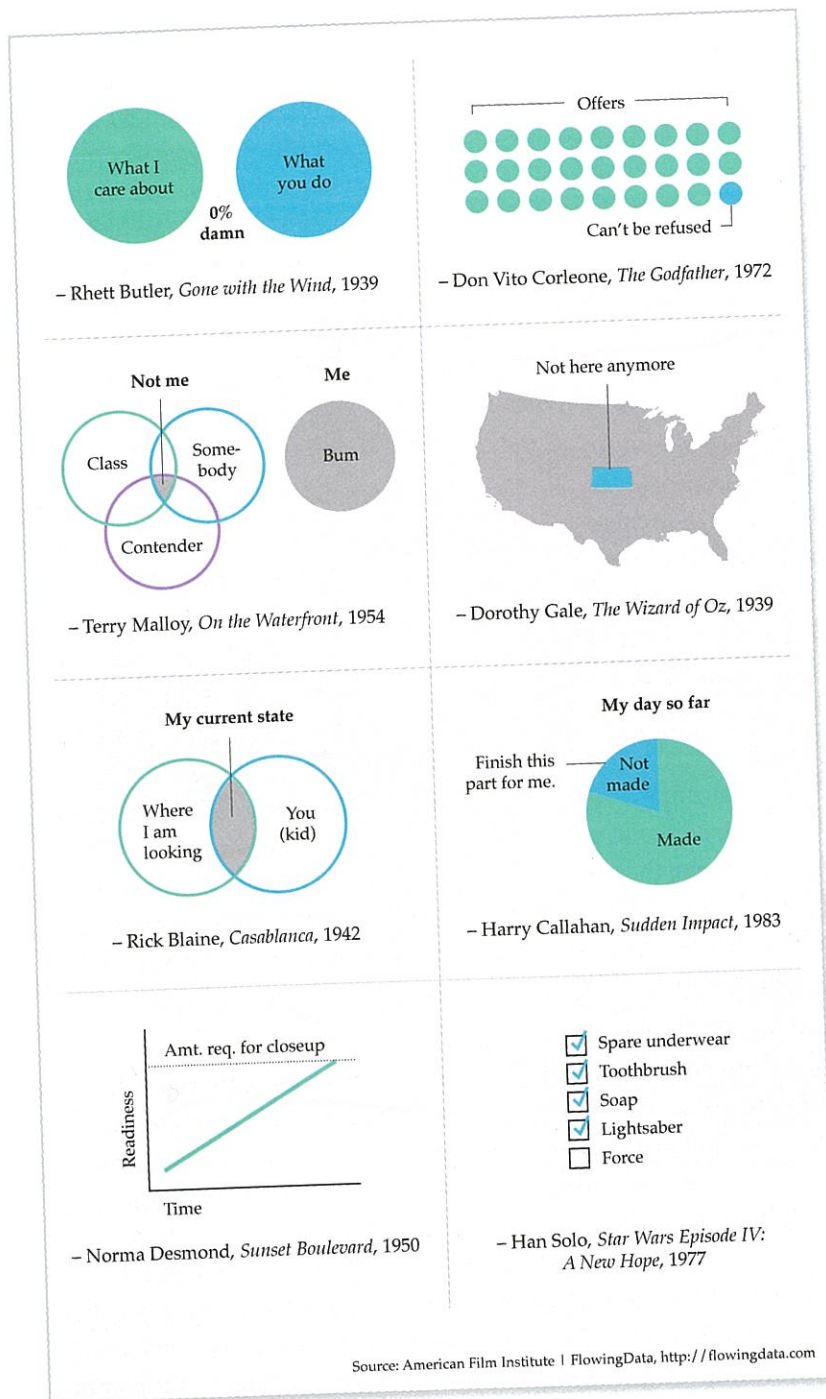 What I
care about
What
you do
0%
damn
– Rhett Butler, Gone with the Wind, 1939
Offers
Can't be refused
– Don Vito Corleone, The Godfather, 1972
Not me
Me
Class
Some-
body
Contender
Bum
– Terry Malloy, On the Waterfront, 1954
Not here anymore
– Dorothy Gale, The Wizard of Oz, 1939
My current state
Where
I am
looking
You
(kid)
– Rick Blaine, Casablanca, 1942
My day so far
Finish this
part for me.
Not
made
Made
– Harry Callahan, Sudden Impact, 1983
Amt. req. for closeup
Readiness
Time
– Norma Desmond, Sunset Boulevard, 1950
Spare underwear
Toothbrush
Soap
Lightsaber
Force
– Han Solo, Star Wars Episode IV:
A New Hope, 1977
Source: American Film Institute | FlowingData, http://flowingdata.com